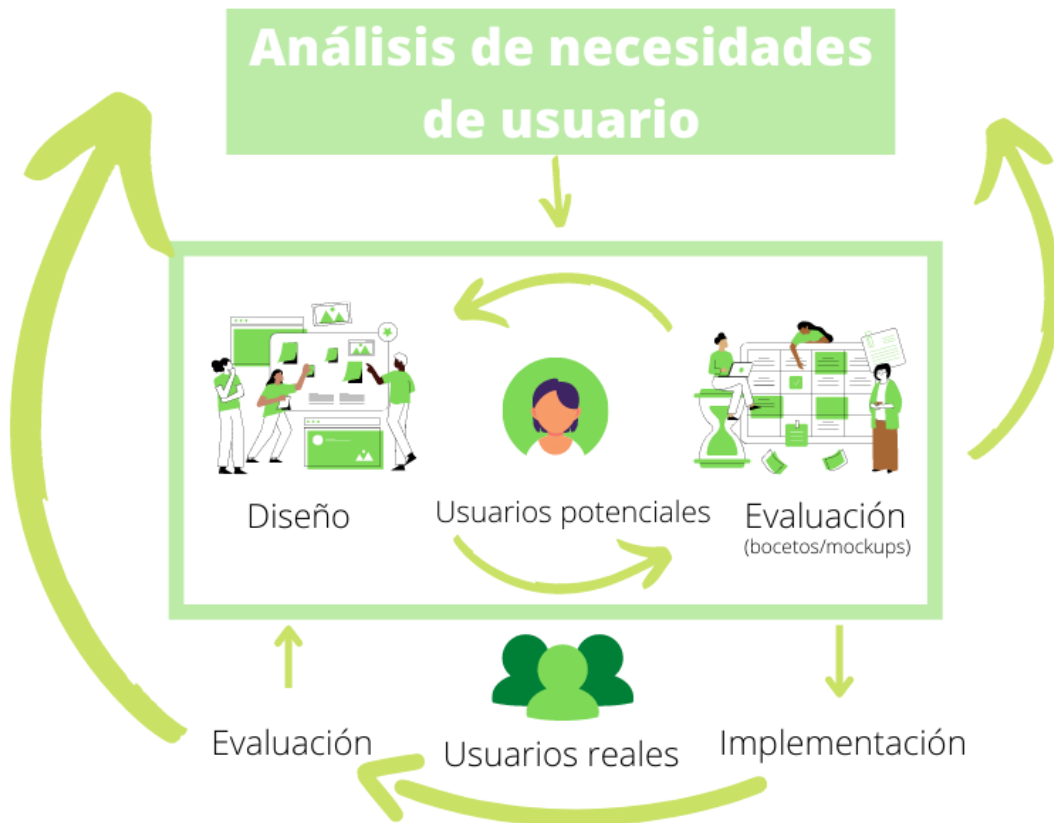 Análisis de necesidades
de usuario
Diseño
Usuarios potenciales
Evaluación
(bocetos/mockups)
Evaluación
Usuarios reales
Implementación